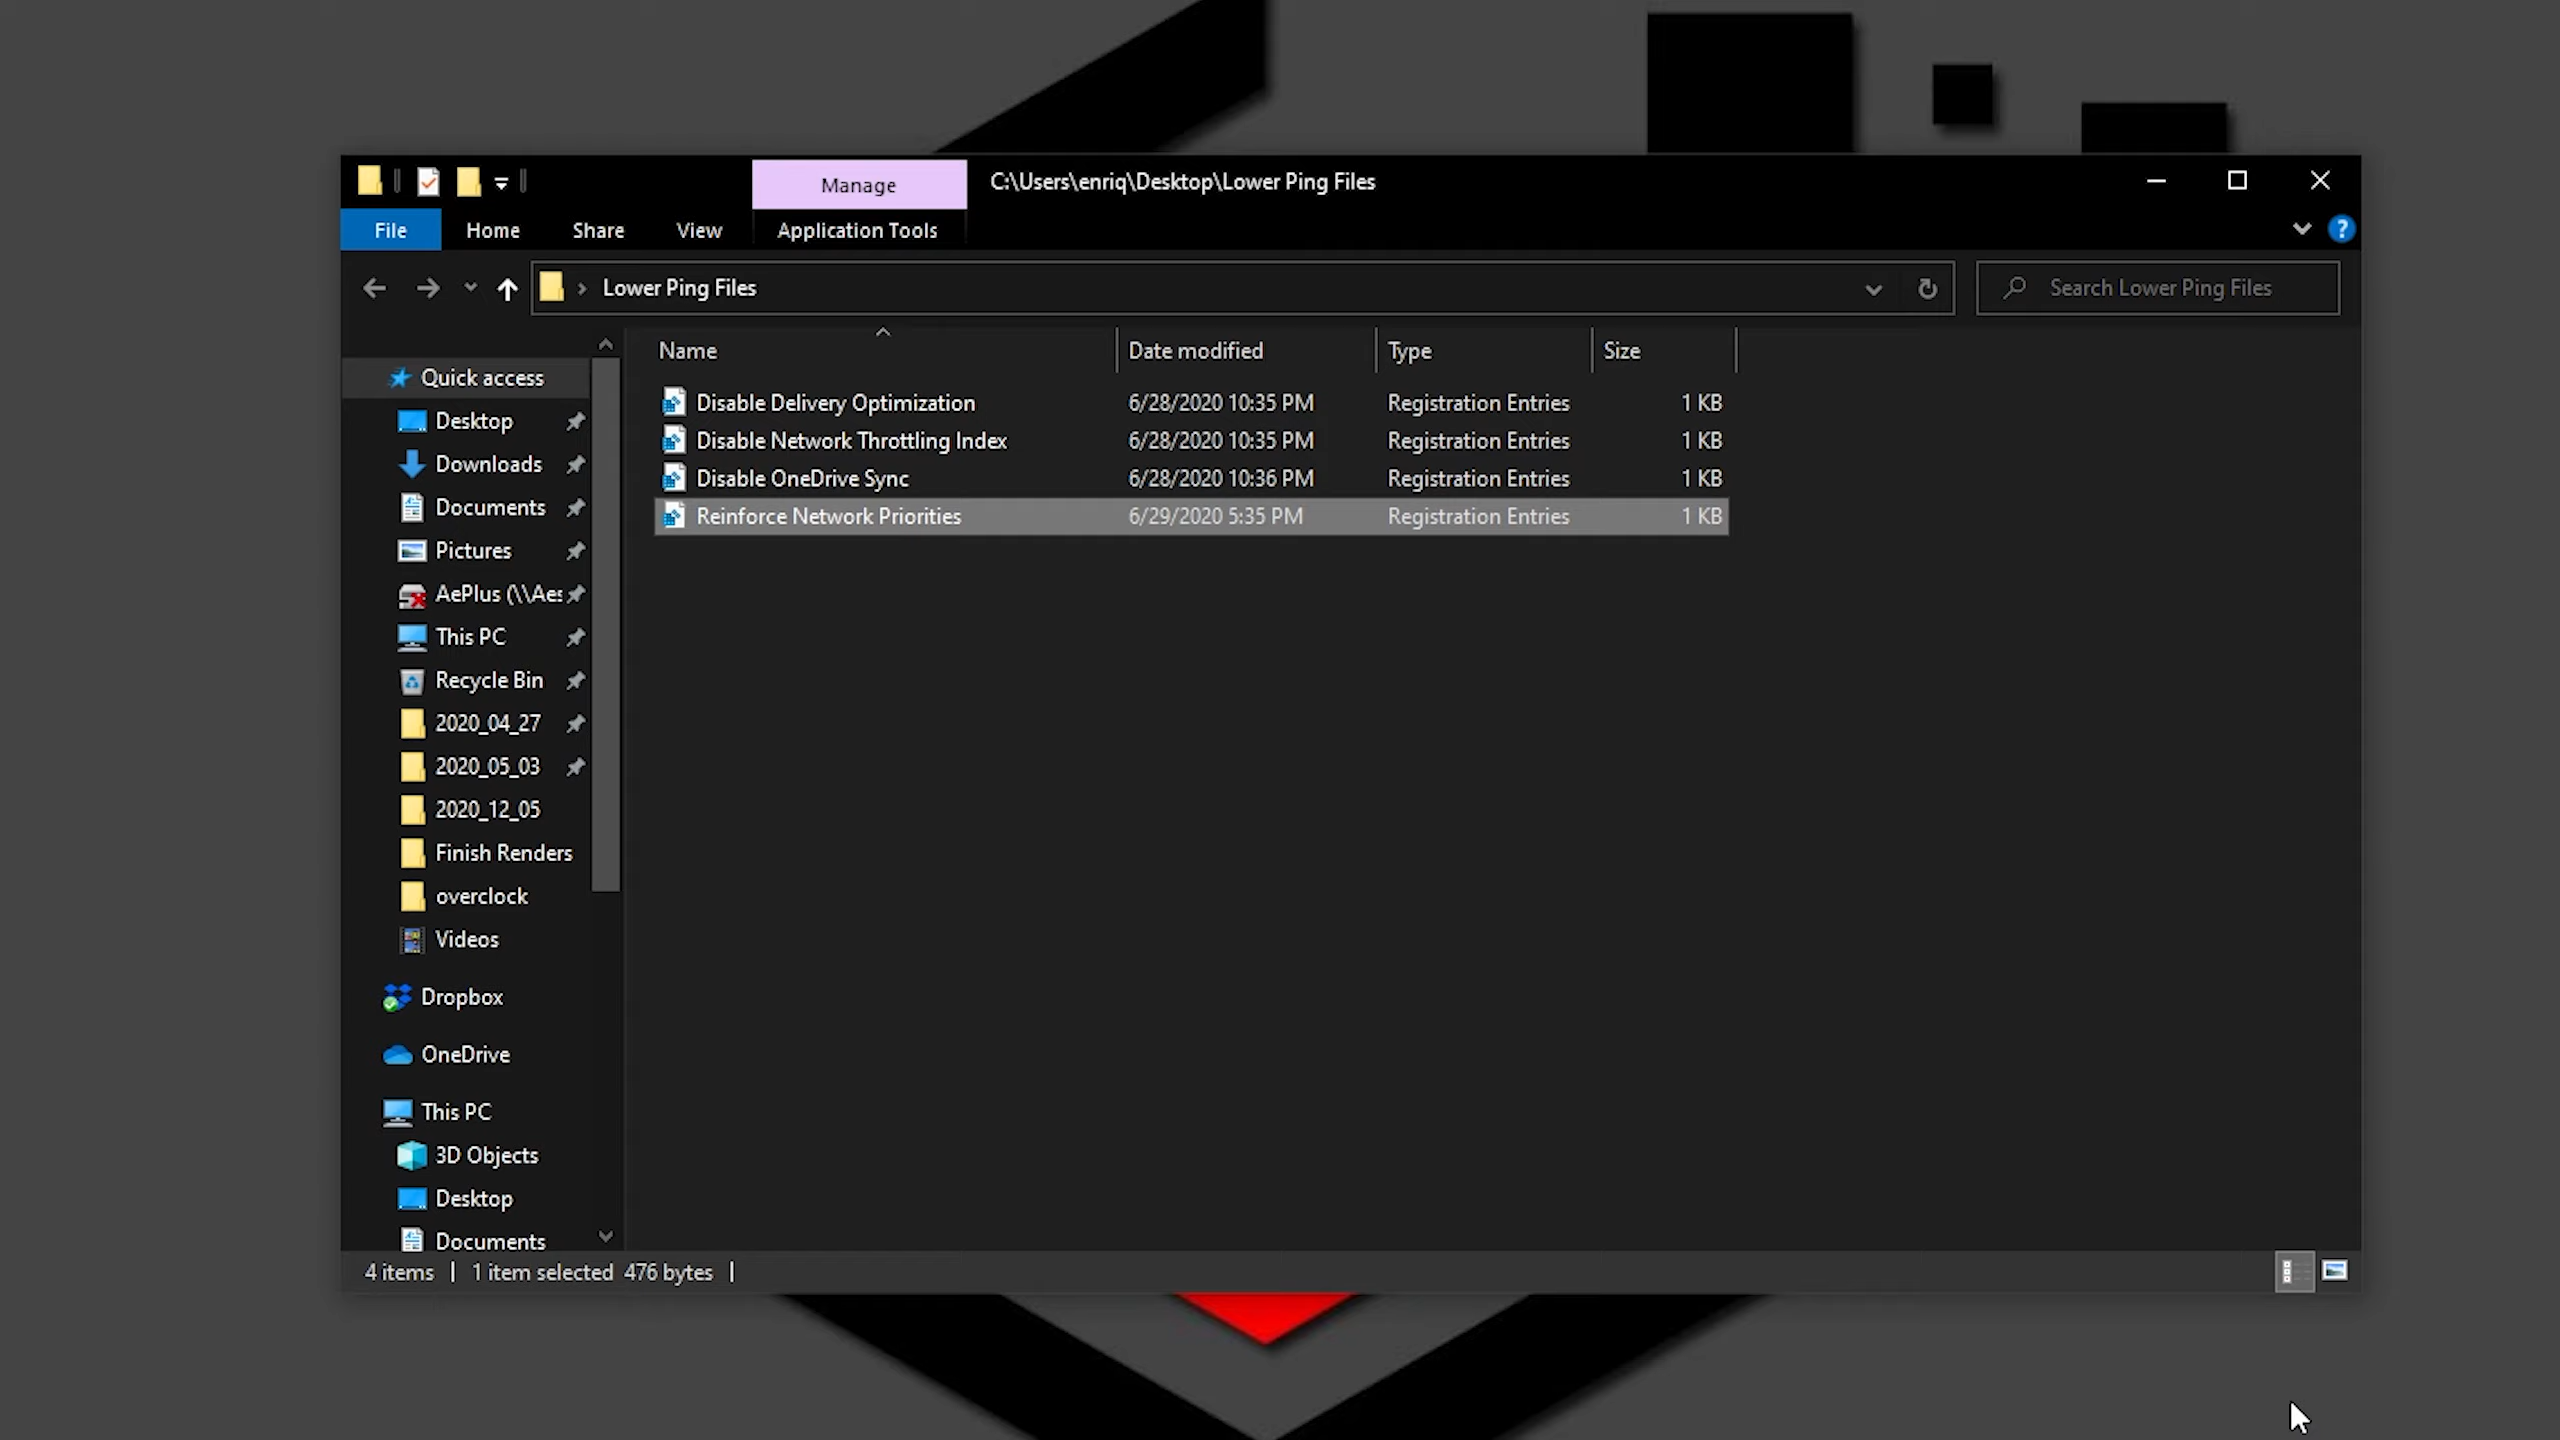 Manage
C:\Users\enriq\Desktop\Lower Ping Files
File Home Share View Application Tools
?
Lower Ping Files
Search Lower Ping Files
Name Date modified Type Size
Disable Delivery Optimization 6/28/2020 10:35 PM Registration Entries 1 KB
Disable Network Throttling Index 6/28/2020 10:35 PM Registration Entries 1 KB
Disable OneDrive Sync 6/28/2020 10:36 PM Registration Entries 1 KB
Reinforce Network Priorities 6/29/2020 5:35 PM Registration Entries 1 KB
Quick access
Desktop
Downloads
Documents
Pictures
AePlus (\\Aes
This PC
Recycle Bin
2020_04_27
2020_05_03
2020_12_05
Finish Renders
overclock
Videos
Dropbox
OneDrive
This PC
3D Objects
Desktop
Documents
4 items 1 item selected 476 bytes